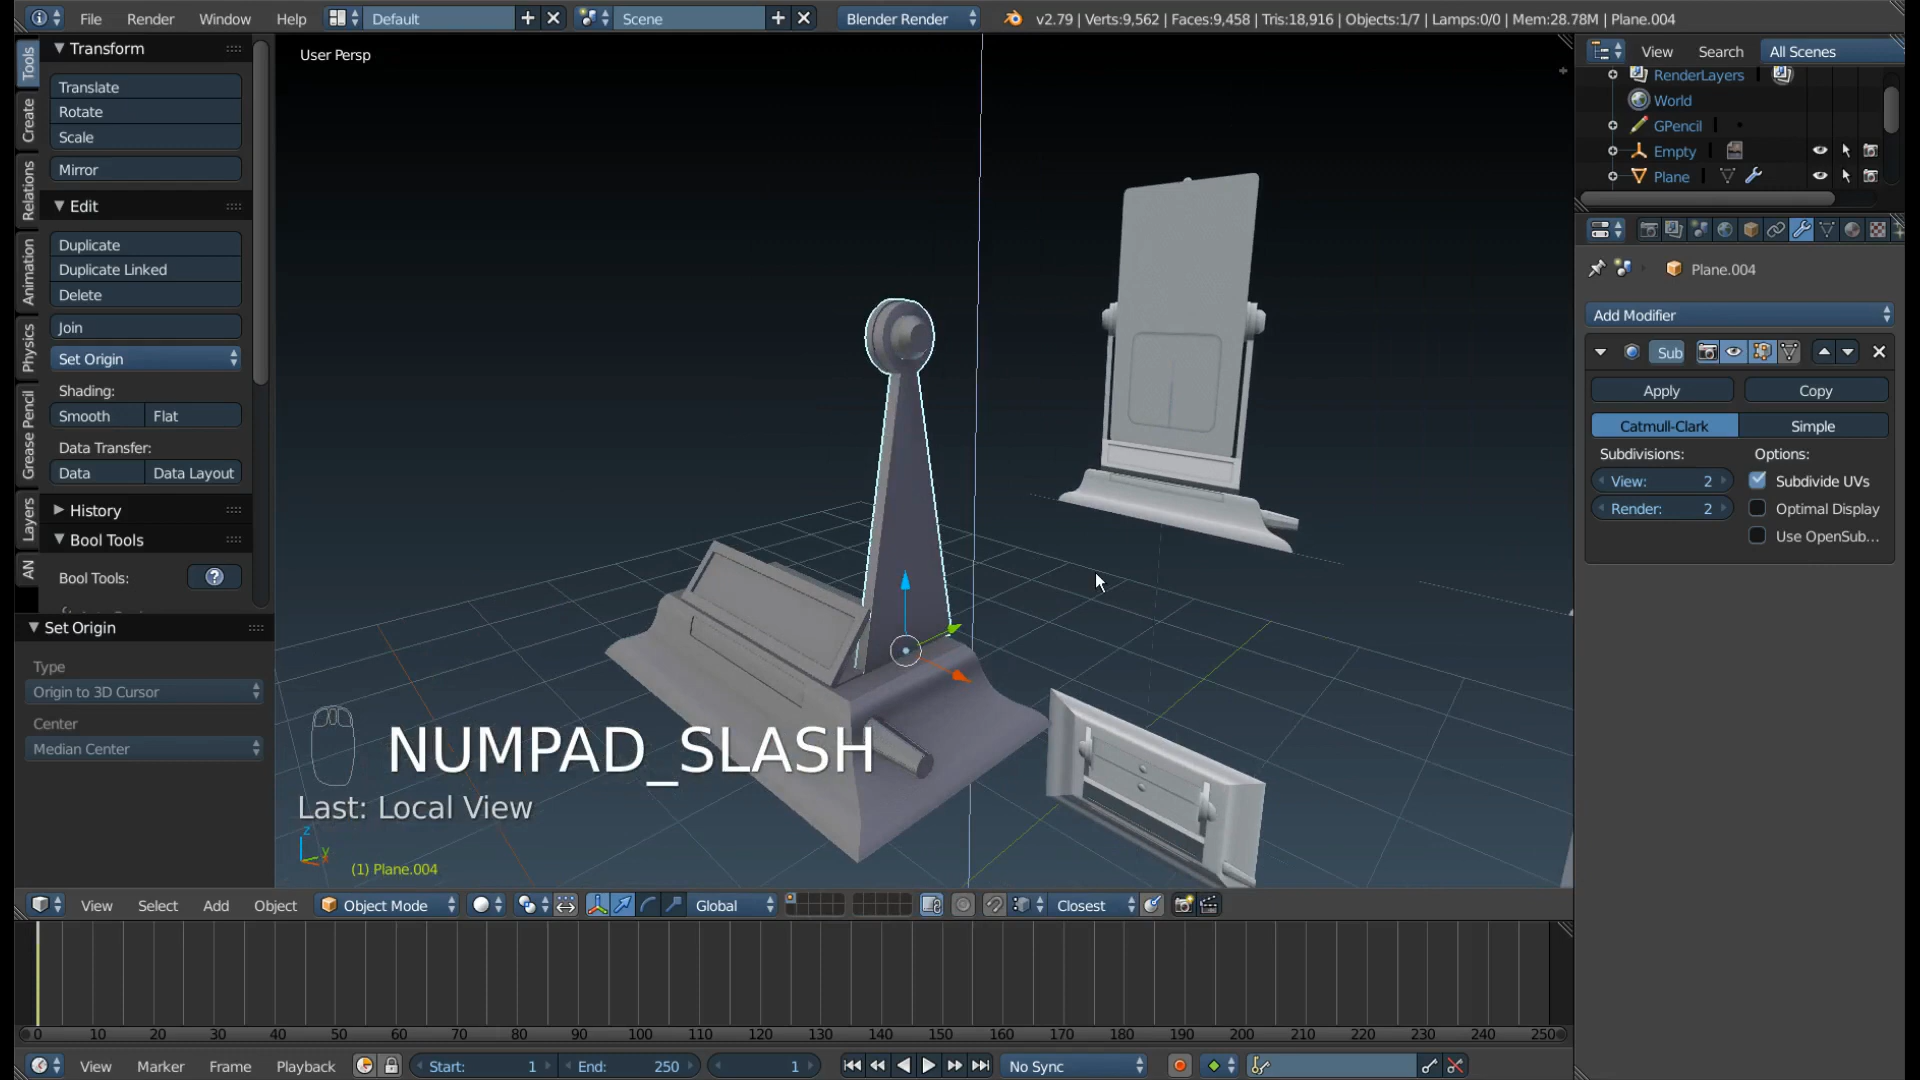 File Render Window Help Default Scene Blender Render v2.79 | Verts:9,562 | Faces:9,458 | Tris:18,916 | Objects:1/7 | Lamps:0/0 | Mem:28.78M | Plane.004
Tools
Create
Relations
Animation
Physics
Grease Pencil
Layers
AN
Transform
Translate
Rotate
Scale
Mirror
Edit
Duplicate
Duplicate Linked
Delete
Join
Set Origin
Shading:
Smooth Flat
Data Transfer:
Data Data Layout
History
Bool Tools
Bool Tools:
Set Origin
Type
Origin to 3D Cursor
Center
Median Center
User Persp
NUMPAD_SLASH
Last: Local View
z
y
(1) Plane.004
View Search All Scenes
RenderLayers
World
GPencil
Empty
Plane
Plane.004
Add Modifier
Sub
Apply Copy
Catmull-Clark Simple
Subdivisions: Options:
View: 2 Subdivide UVs
Render: 2 Optimal Display
Use OpenSub...
View Select Add Object Object Mode Global Closest
0 10 20 30 40 50 60 70 80 90 100 110 120 130 140 150 160 170 180 190 200 210 220 230 240 250
View Marker Frame Playback Start: 1 End: 250 1 No Sync